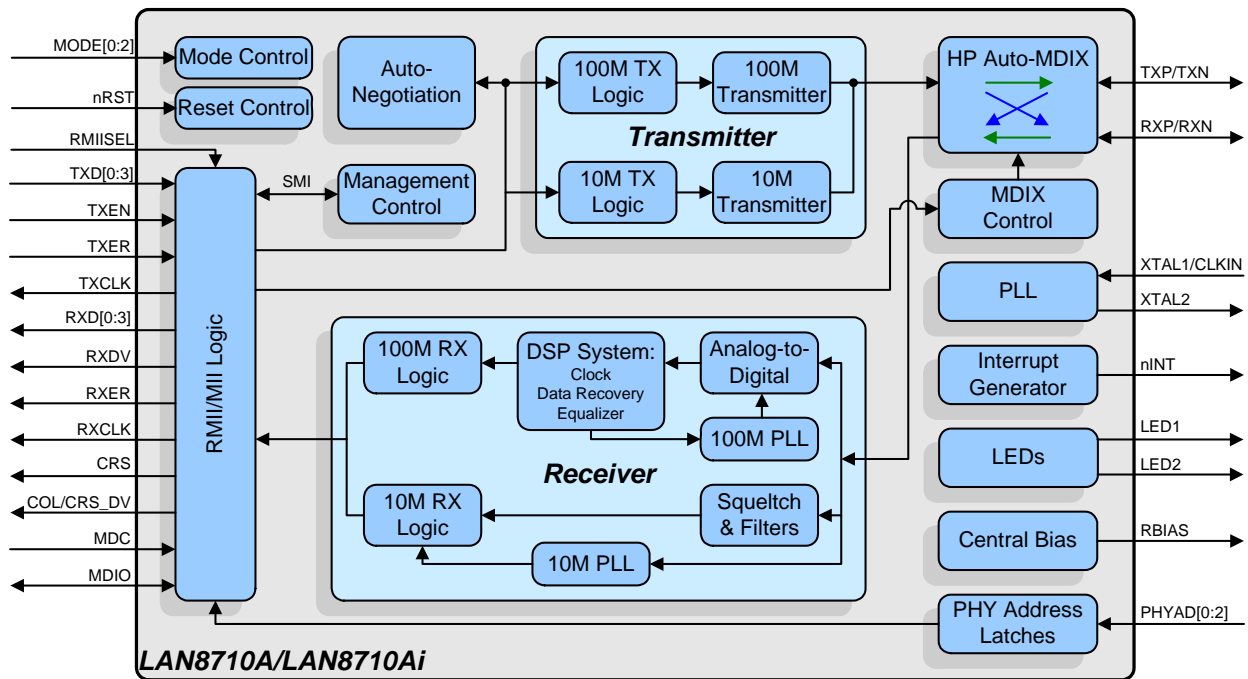 MODE[0:2]
nRST
RMIISEL
TXD[0:3]
TXEN
TXER
TXCLK
RXD[0:3]
RXDV
RXER
RXCLK
CRS
COL/CRS_DV
MDC
MDIO
Mode Control
Reset Control
RMII/MII Logic
SMI
Auto-
Negotiation
Management
Control
100M TX
Logic
100M
Transmitter
Transmitter
10M TX
Logic
10M
Transmitter
HP Auto-MDIX
MDIX
Control
TXP/TXN
RXP/RXN
100M RX
Logic
DSP System:
Clock
Data Recovery
Equalizer
Analog-to-
Digital
100M PLL
Receiver
10M RX
Logic
Squeltch
& Filters
10M PLL
PLL
XTAL1/CLKIN
XTAL2
Interrupt
Generator
nINT
LEDs
LED1
LED2
Central Bias
RBIAS
PHY Address
Latches
PHYAD[0:2]
LAN8710A/LAN8710Ai